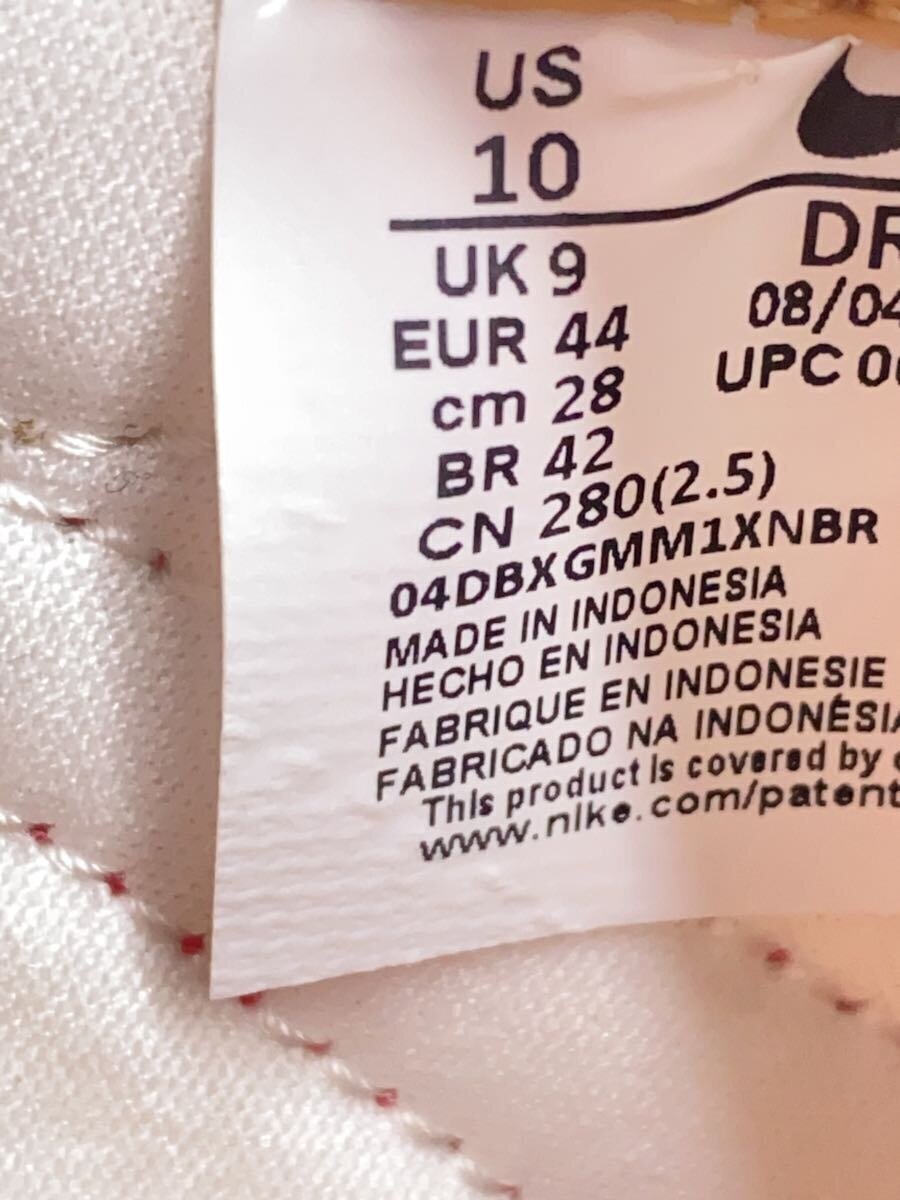 US
10
UK 9
EUR 44
cm 28
BR 42
CN 280(2.5)
04DBXGMM1XNBR
MADE IN INDONESIA
HECHO EN INDONESIA
FABRIQUE EN INDONESIE
FABRICADO NA INDONÉSIA
This product is covered by
www.nike.com/patent
DR
08/04
UPC 00